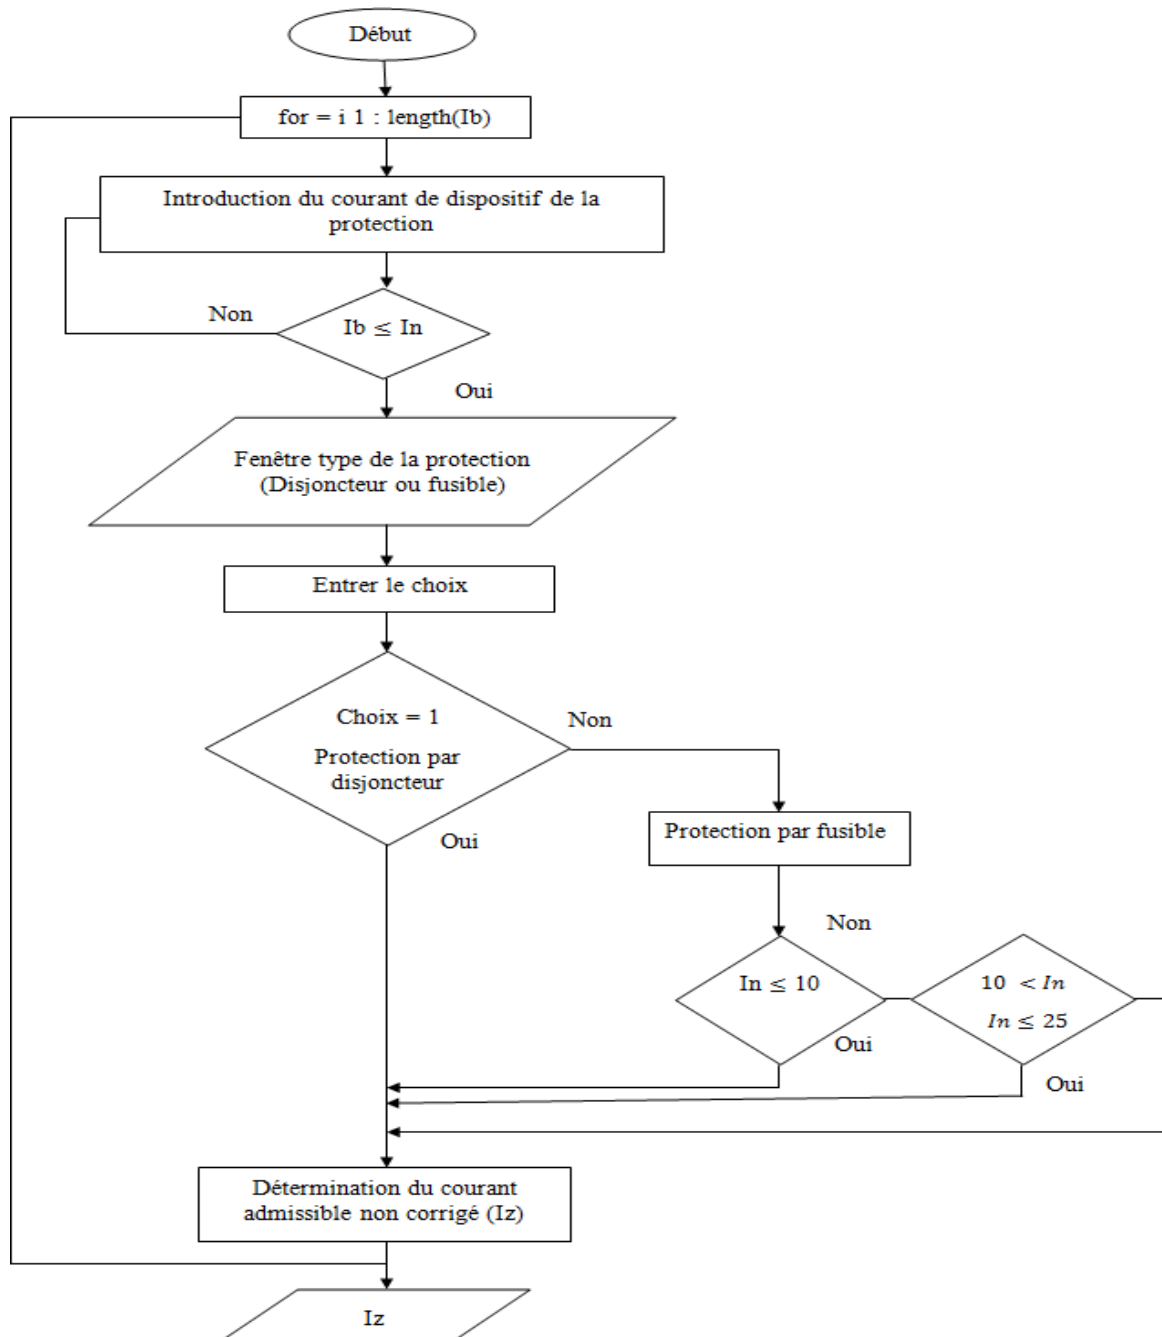 Début
for = i 1 : length(Ib)
Introduction du courant de dispositif de la
protection
Non
Ib ≤ In
Oui
Fenêtre type de la protection
(Disjoncteur ou fusible)
Entrer le choix
Choix = 1
Protection par
disjoncteur
Non
Oui
Protection par fusible
Non
In ≤ 10
Oui
10 < In
In ≤ 25
Oui
Détermination du courant
admissible non corrigé (Iz)
Iz